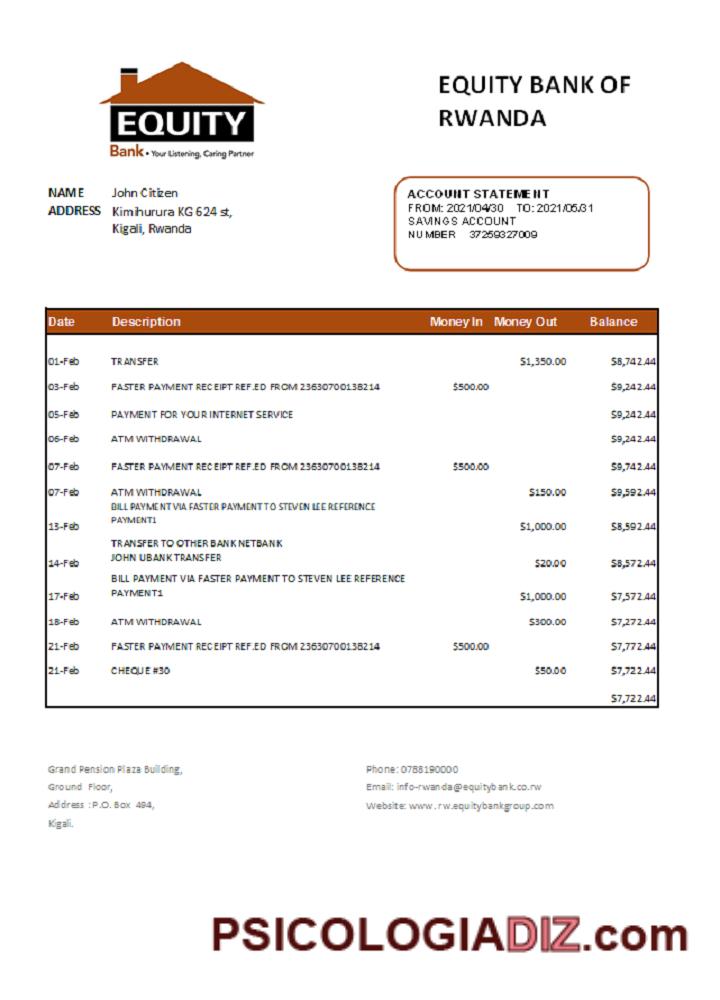 EQUITY
Bank • Your Listening, Caring Partner
EQUITY BANK OF
RWANDA
NAME John Citizen
ADDRESS Kimihurura KG 624 st,
Kigali, Rwanda
ACCOUNT STATEMENT
FROM: 2021/04/30 TO: 2021/05/31
SAVINGS ACCOUNT
NUMBER 37259327009
Date Description Money In Money Out Balance
01-Feb TRANSFER $1,350.00 $8,742.44
03-Feb FASTER PAYMENT RECEIPT REF.ED FROM 23630700138214 $500.00 $9,242.44
05-Feb PAYMENT FOR YOUR INTERNET SERVICE $9,242.44
06-Feb ATM WITHDRAWAL $9,242.44
07-Feb FASTER PAYMENT RECEIPT REF.ED FROM 23630700138214 $500.00 $9,742.44
07-Feb ATM WITHDRAWAL $150.00 $9,592.44
BILL PAYMENT VIA FASTER PAYMENT TO STEVEN LEE REFERENCE
PAYMENT1
13-Feb $1,000.00 $8,592.44
TRANSFER TO OTHER BANK NETBANK
JOHN UBANK TRANSFER
14-Feb $20.00 $8,572.44
BILL PAYMENT VIA FASTER PAYMENT TO STEVEN LEE REFERENCE
PAYMENT1
17-Feb $1,000.00 $7,572.44
18-Feb ATM WITHDRAWAL $300.00 $7,272.44
21-Feb FASTER PAYMENT RECEIPT REF.ED FROM 23630700138214 $500.00 $7,772.44
21-Feb CHEQUE #30 $50.00 $7,722.44
$7,722.44
Grand Pension Plaza Building,
Ground Floor,
Address : P.O. Box 494,
Kigali.
Phone: 0788190000
Email: info-rwanda@equitybank.co.rw
Website: www.rw.equitybankgroup.com
PSICOLOGIADIZ.com